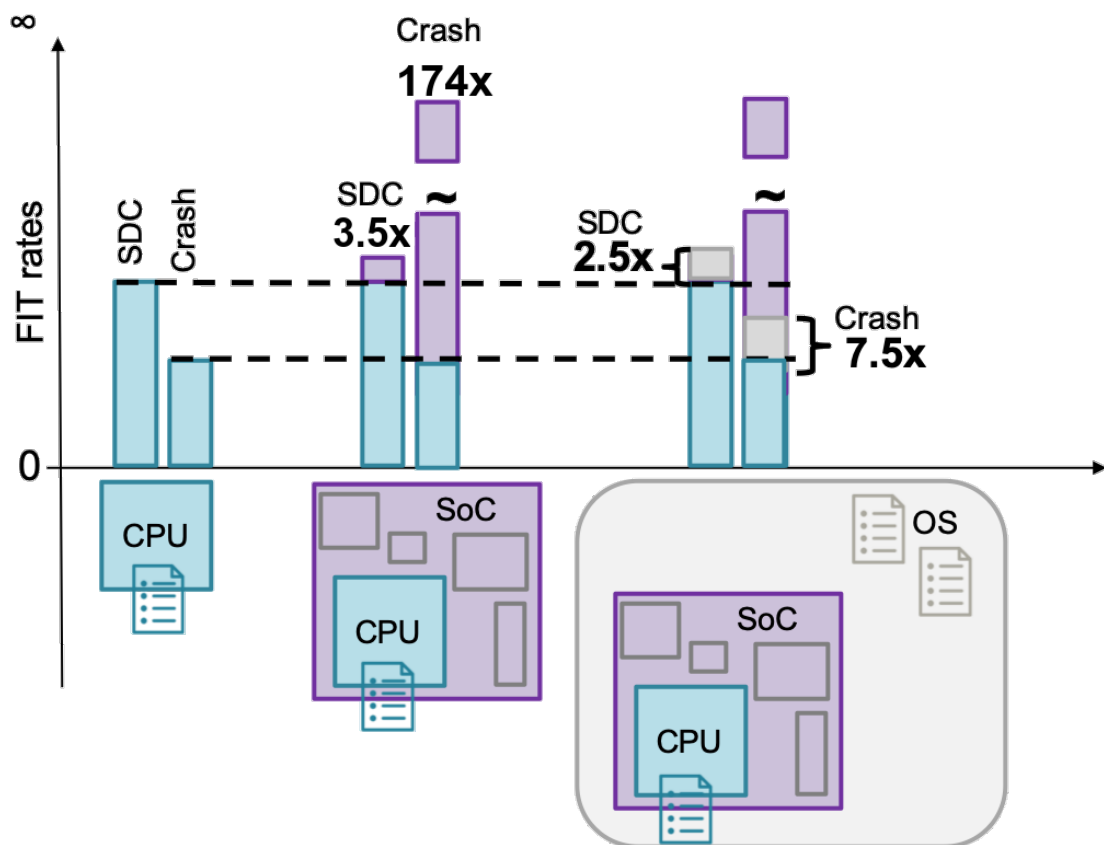 ∞
Crash
174x
SDC
3.5x
SDC
2.5x
SDC
Crash
Crash
7.5x
FIT rates
~
~
0
CPU
SoC
CPU
OS
SoC
CPU